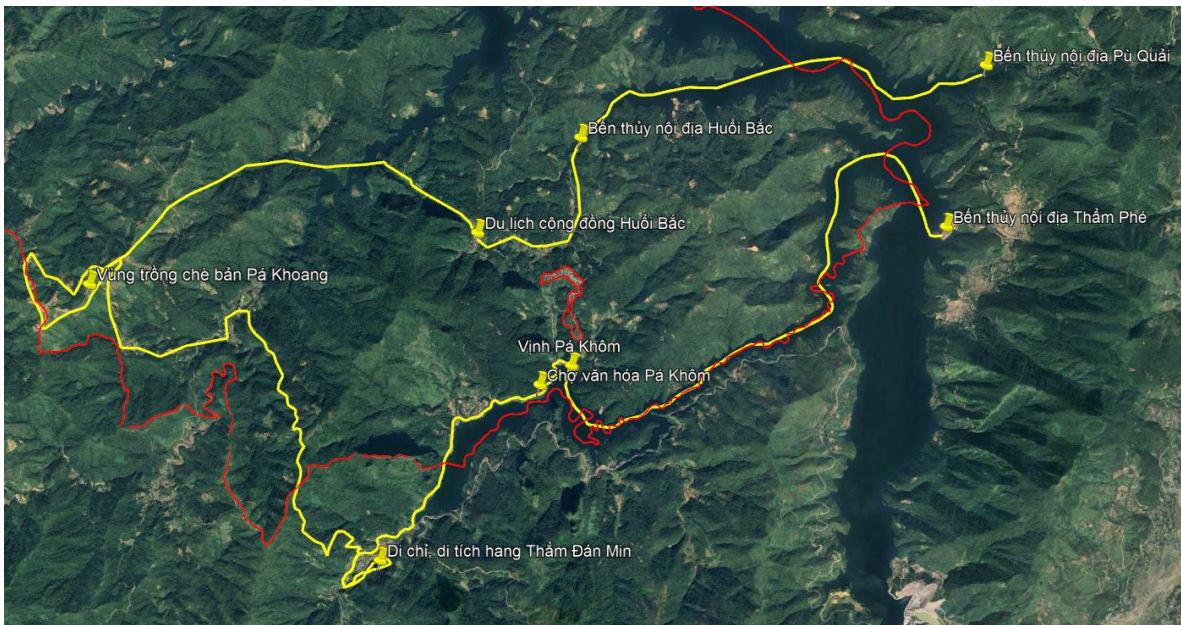 Bến thủy nội địa Pù Quải
Bến thủy nội địa Huổi Bắc
Bến thủy nội địa Thẩm Phé
Du lịch cộng đồng Huổi Bắc
Vùng trồng chè bản Pá Khoang
Vịnh Pá Khôm
Chợ văn hóa Pá Khôm
Di chỉ, di tích hang Thẳm Đán Min